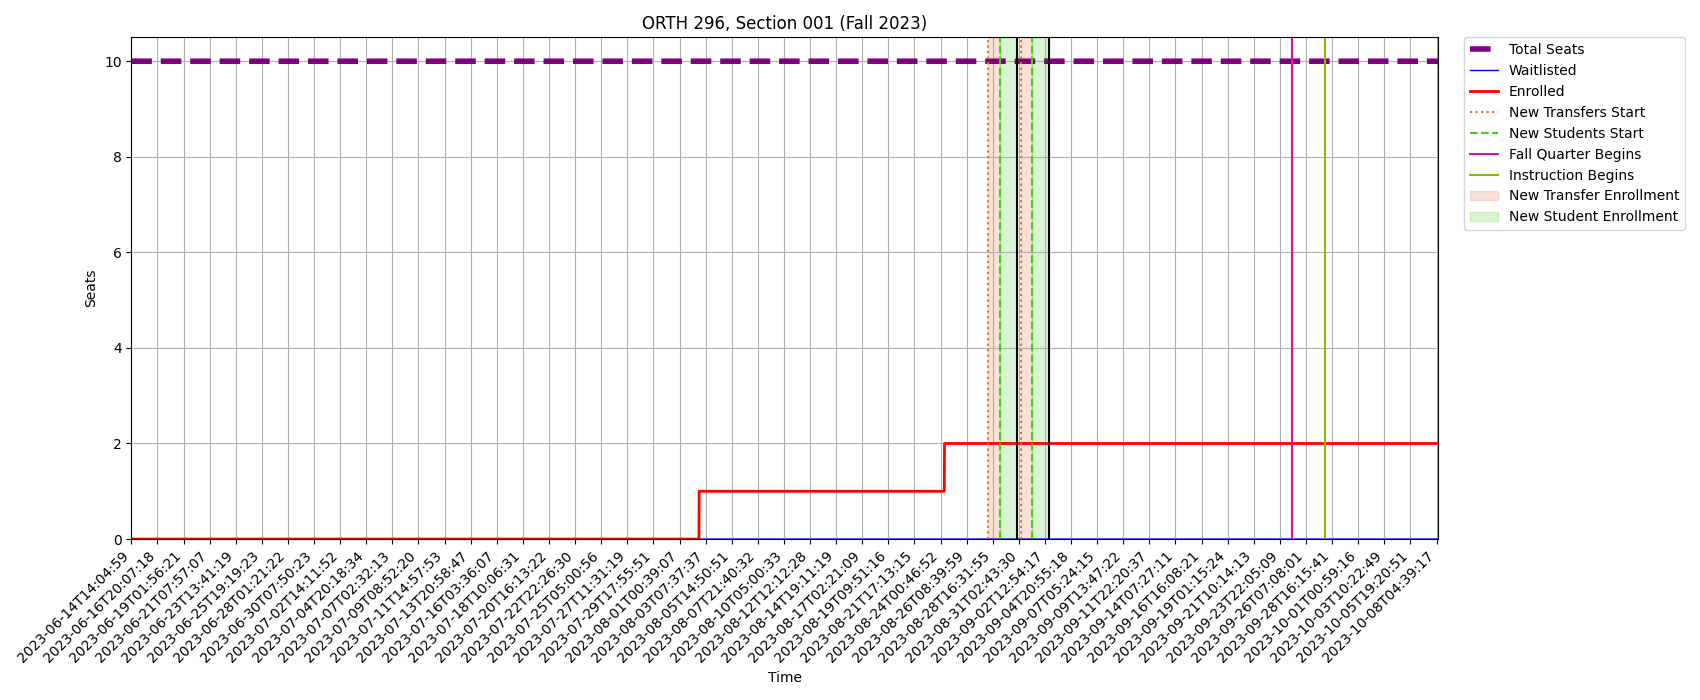 ORTH 296, Section 001 (Fall 2023)
10
8
6
4
2
0
Seats
Total Seats
Waitlisted
Enrolled
New Transfers Start
New Students Start
Fall Quarter Begins
Instruction Begins
New Transfer Enrollment
New Student Enrollment
2023-06-14T14:04:59
2023-06-16T20:07:18
2023-06-19T01:56:21
2023-06-21T07:57:07
2023-06-23T13:41:19
2023-06-25T19:19:23
2023-06-28T01:21:22
2023-06-30T07:50:23
2023-07-02T14:11:52
2023-07-04T20:18:34
2023-07-07T02:32:13
2023-07-09T08:52:20
2023-07-11T14:57:53
2023-07-13T20:58:47
2023-07-16T03:36:07
2023-07-18T10:06:31
2023-07-20T16:13:22
2023-07-22T22:26:30
2023-07-25T05:00:56
2023-07-27T11:31:19
2023-07-29T17:55:51
2023-08-01T00:39:07
2023-08-03T07:37:37
2023-08-05T14:50:51
2023-08-07T21:40:32
2023-08-10T05:00:33
2023-08-12T12:12:28
2023-08-14T19:11:19
2023-08-17T02:21:09
2023-08-19T09:51:16
2023-08-21T17:13:15
2023-08-24T00:46:52
2023-08-26T08:39:59
2023-08-28T16:31:55
2023-08-31T02:43:30
2023-09-02T12:54:17
2023-09-04T20:55:18
2023-09-07T05:24:15
2023-09-09T13:47:22
2023-09-11T22:20:37
2023-09-14T07:27:11
2023-09-16T16:08:21
2023-09-19T01:15:24
2023-09-21T10:14:13
2023-09-23T22:05:09
2023-09-26T07:08:01
2023-09-28T16:15:41
2023-10-01T00:59:16
2023-10-03T10:22:49
2023-10-05T19:20:51
2023-10-08T04:39:17
Time